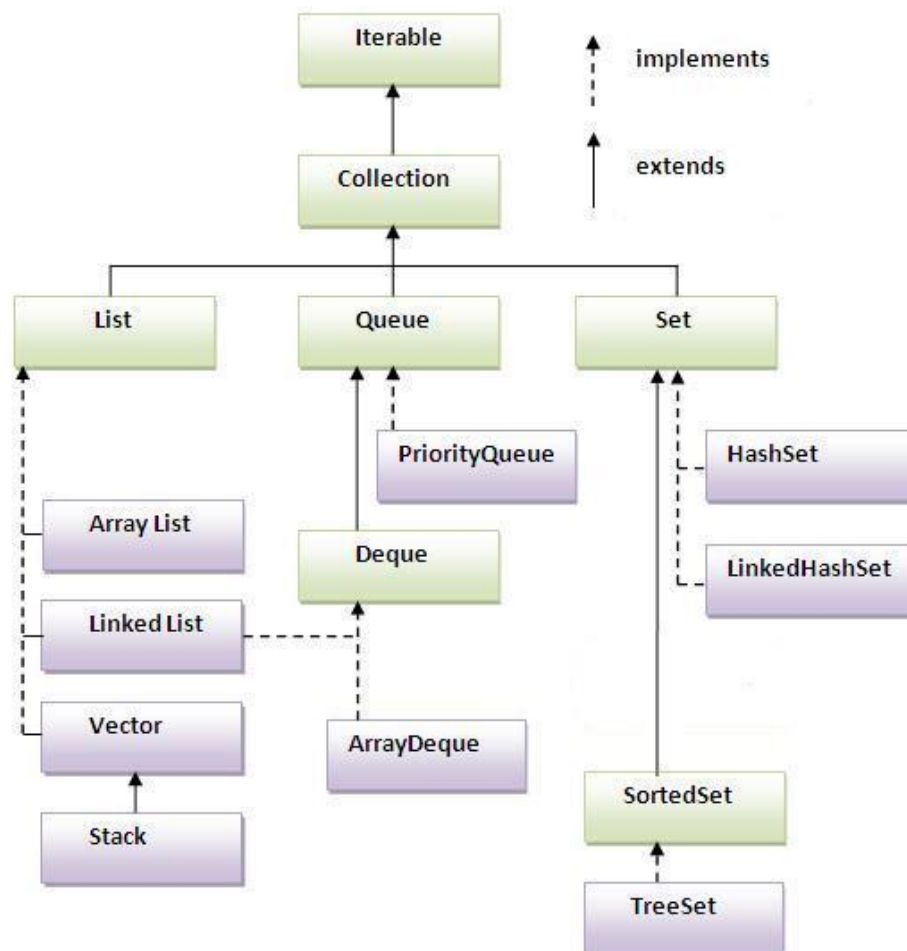 Iterable
implements
extends
Collection
List
Queue
Set
PriorityQueue
HashSet
Array List
Deque
LinkedHashSet
Linked List
Vector
ArrayDeque
SortedSet
Stack
TreeSet